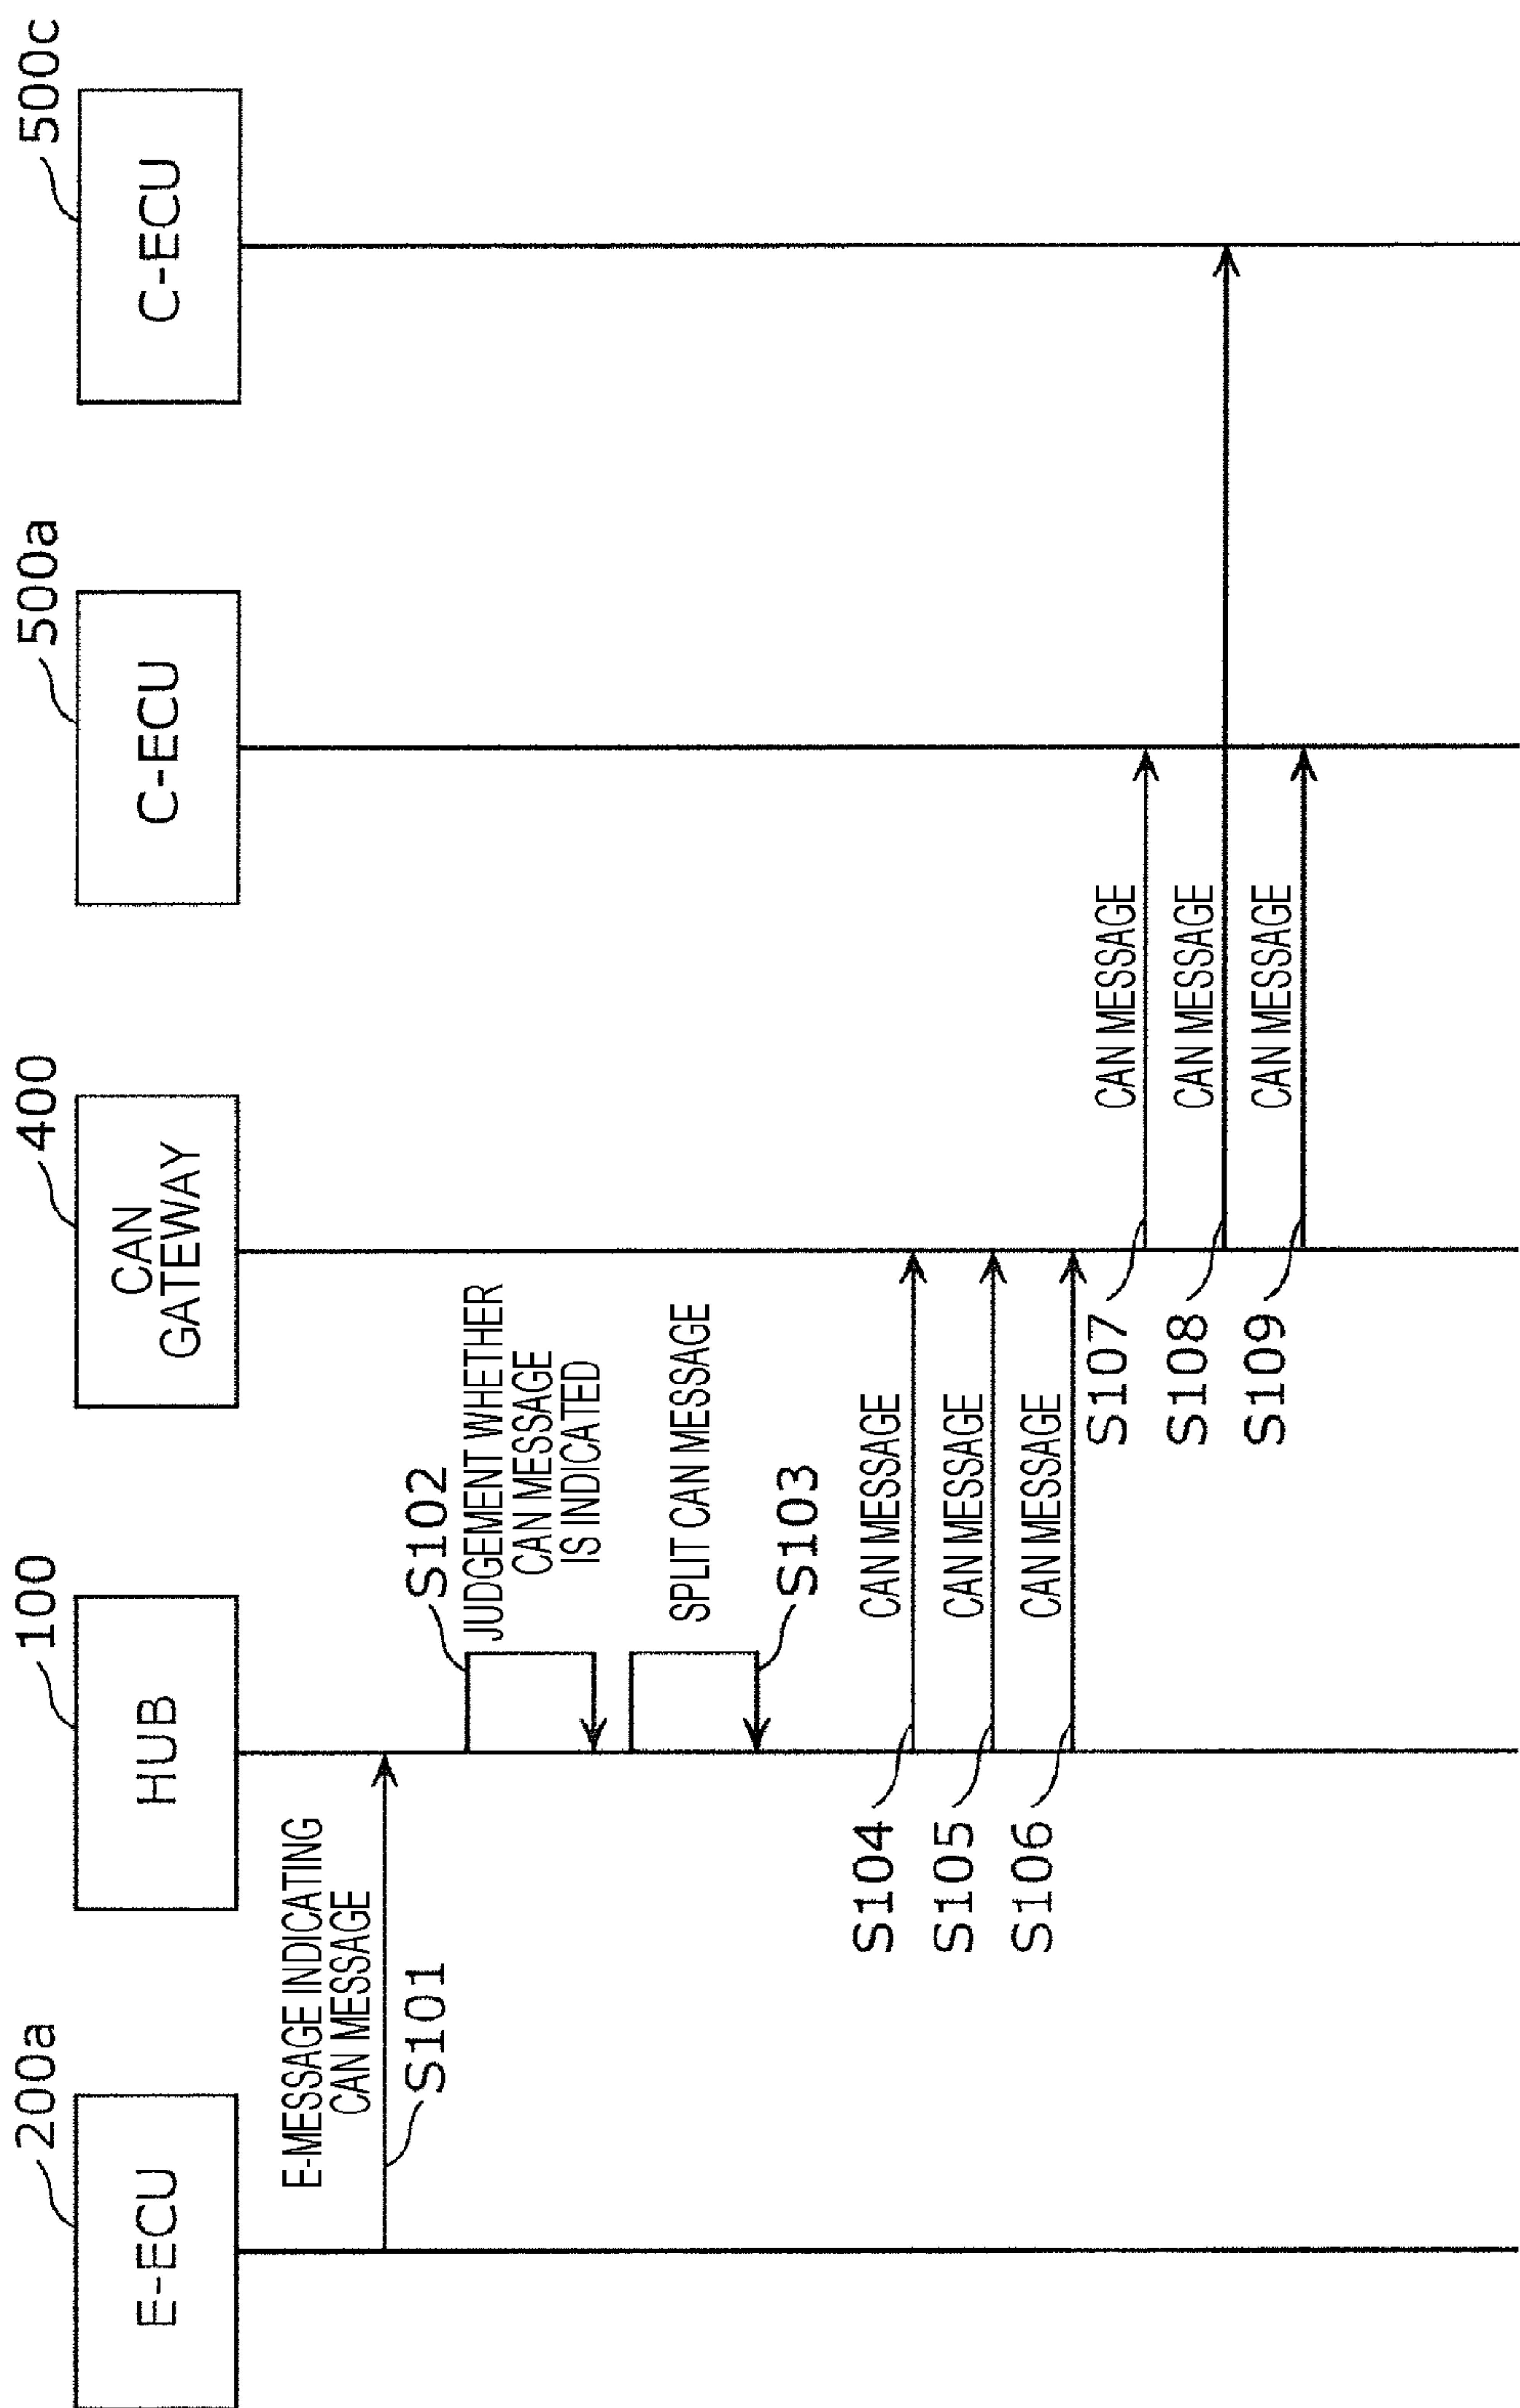 200a
E-ECU
100
HUB
400
CAN
GATEWAY
500a
C-ECU
500c
C-ECU
E-MESSAGE INDICATING
CAN MESSAGE
S101
S102
JUDGEMENT WHETHER
CAN MESSAGE
IS INDICATED
SPLIT CAN MESSAGE
S103
S104
CAN MESSAGE
S105
CAN MESSAGE
S106
CAN MESSAGE
S107
CAN MESSAGE
S108
CAN MESSAGE
S109
CAN MESSAGE